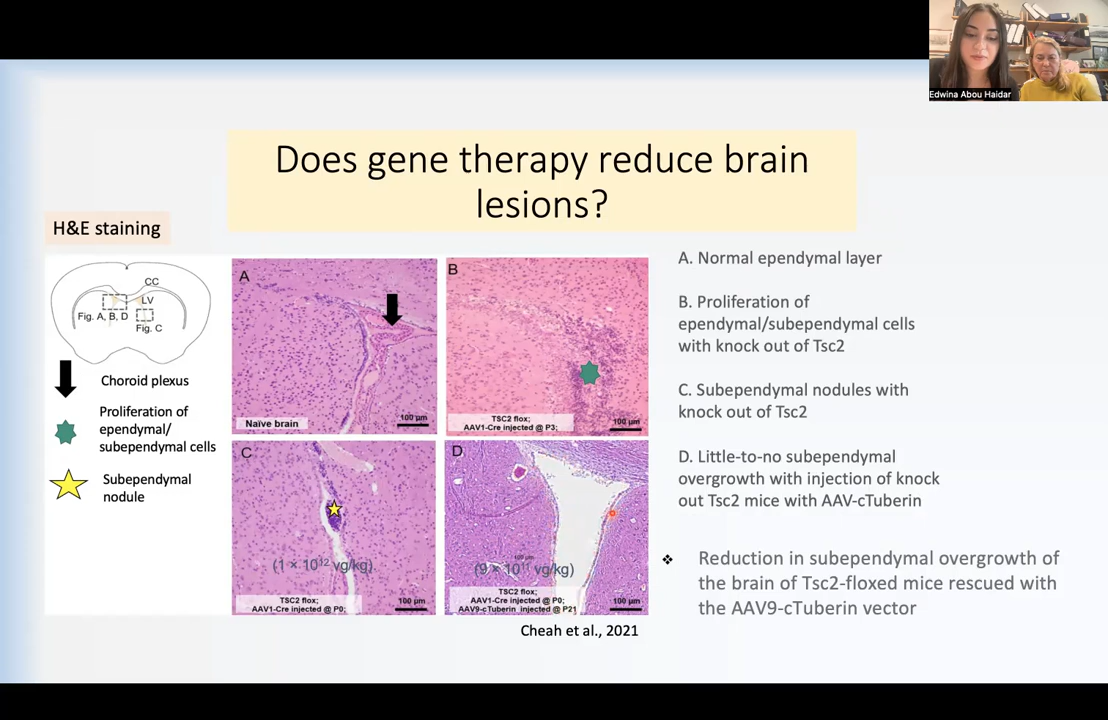 Edwina Abou Haidar
Does gene therapy reduce brain
lesions?
H&E staining
CC
LV
Fig. A, B, D
Fig. C
Choroid plexus
Proliferation of
ependymal/
subependymal cells
Subependymal
nodule
A
Naïve brain
100 µm
B
TSC2 flox;
AAV1-Cre injected @ P3;
100 µm
C
(1 × 10¹² vg/kg)
TSC2 flox;
AAV1-Cre injected @ P0;
100 µm
D
100 µm
(9 × 10¹¹ vg/kg)
TSC2 flox;
AAV1-Cre injected @ P0;
AAV9-cTuberin injected @ P21
100 µm
Cheah et al., 2021
A. Normal ependymal layer
B. Proliferation of
ependymal/subependymal cells
with knock out of Tsc2
C. Subependymal nodules with
knock out of Tsc2
D. Little-to-no subependymal
overgrowth with injection of knock
out Tsc2 mice with AAV-cTuberin
❖ Reduction in subependymal overgrowth of
the brain of Tsc2-floxed mice rescued with
the AAV9-cTuberin vector